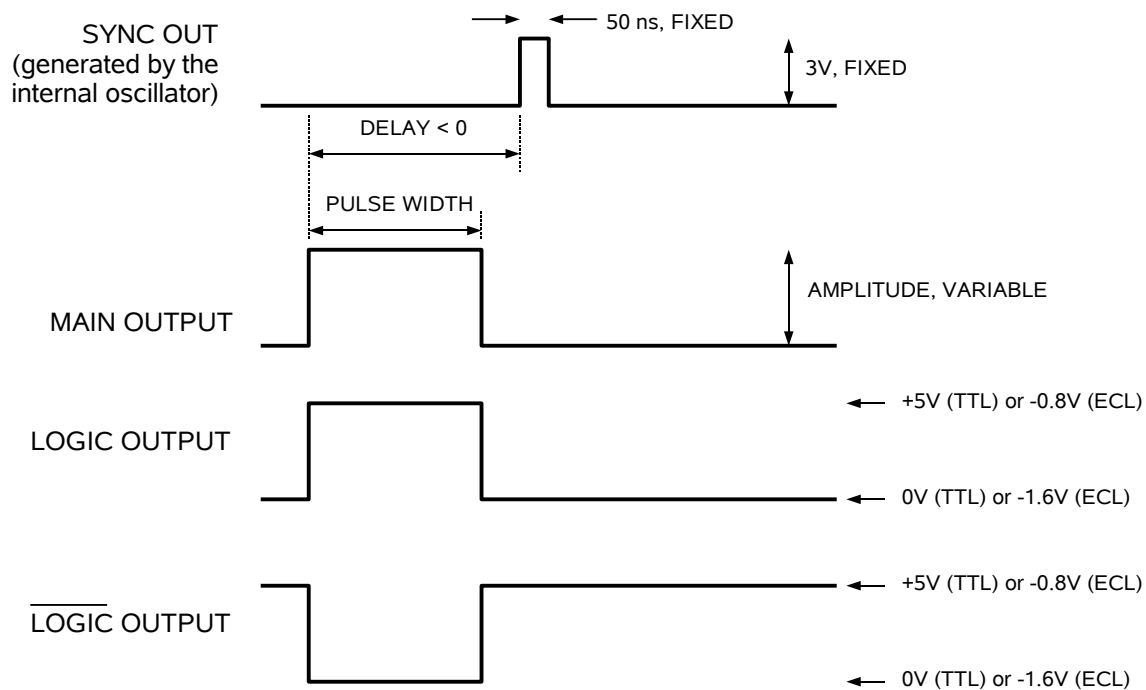 50 ns, FIXED
SYNC OUT
(generated by the
internal oscillator)
3V, FIXED
DELAY < 0
PULSE WIDTH
AMPLITUDE, VARIABLE
MAIN OUTPUT
+5V (TTL) or -0.8V (ECL)
LOGIC OUTPUT
0V (TTL) or -1.6V (ECL)
+5V (TTL) or -0.8V (ECL)
LOGIC OUTPUT
0V (TTL) or -1.6V (ECL)